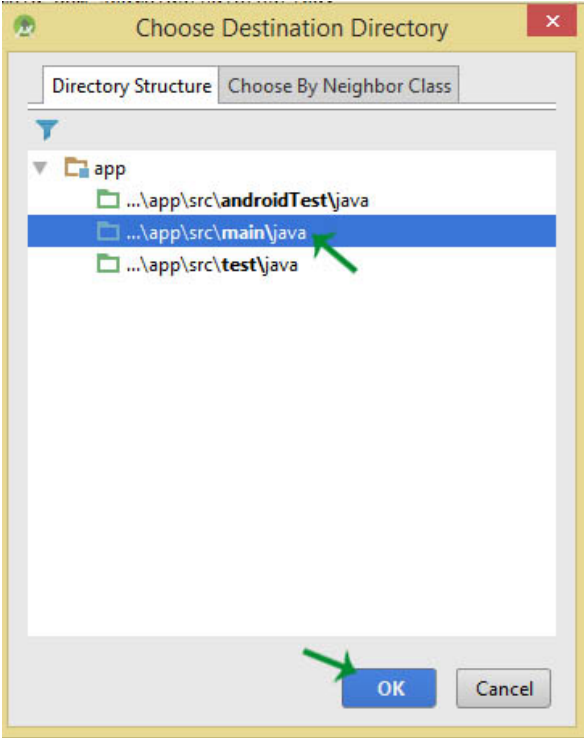 Choose Destination Directory
Directory Structure Choose By Neighbor Class
app
...\app\src\androidTest\java
...\app\src\main\java
...\app\src\test\java
OK Cancel